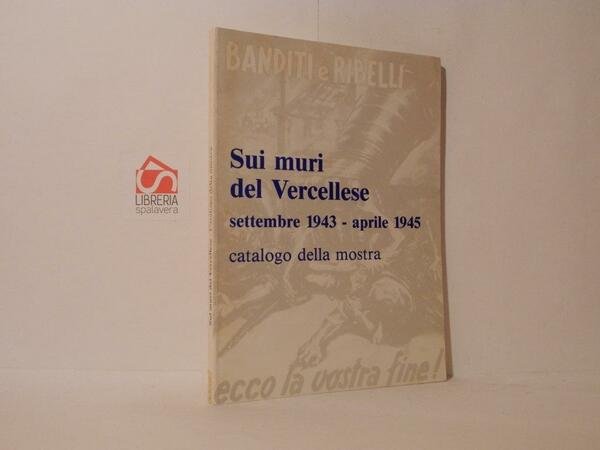 BANDITI e RIBELLI
Sui muri
del Vercellese
settembre 1943 - aprile 1945
catalogo della mostra
ecco la vostra fine!
LIBRERIA
spalavera